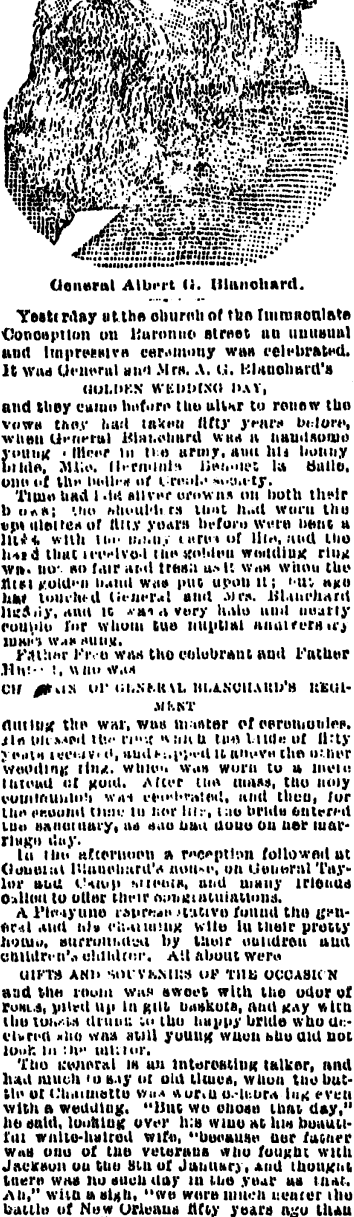 General Albert G. Blanchard.
Yesterday at the church of the Immaculate
Conception on Baronne street an unusual
and impressive ceremony was celebrated.
It was General and Mrs. A. G. Blanchard's
GOLDEN WEDDING DAY,
and they came before the altar to renew the
vows they had taken fifty years before,
when General Blanchard was a handsome
young officer in the army, and his bonny
bride, Mlle. Herminie Benoist la Salle,
one of the belles of Creole society.
Time had laid silver crowns on both their
brows; the shoulders that had worn the
epaulettes of fifty years before were bent a
little with the many cares of life, and the
hand that received the golden wedding ring
was not so fair and fresh as it was when the
first golden band was put upon it; but age
has touched General and Mrs. Blanchard
lightly, and it was a very hale and hearty
couple for whom the nuptial anniversary
mass was sung.
Father Free was the celebrant and Father
who was
OF GENERAL BLANCHARD'S REGI-
MENT
during the war, was master of ceremonies.
He blessed the ring which the bride of fifty
years received, and slipped it above the other
wedding ring, which was worn to a mere
thread of gold. After the mass, the holy
communion was celebrated, and then, for
the second time in her life, the bride entered
the sanctuary, as she had done on her mar-
riage day.
In the afternoon a reception followed at
General Blanchard's house, on General Tay-
lor and Camp streets, and many friends
called to offer their congratulations.
A Picayune representative found the gen-
eral and his charming wife in their pretty
home, surrounded by their children and
children's children. All about were
GIFTS AND SOUVENIRS OF THE OCCASION
and the room was sweet with the odor of
roses, piled up in gilt baskets, and gay with
the toasts drunk to the happy bride who de-
clared she was still young when she did not
look in the mirror.
The general is an interesting talker, and
had much to say of old times, when the bat-
tle of Chalmette was worth celebrating even
with a wedding. "But we chose that day,"
he said, looking over his wine at his beauti-
ful white-haired wife, "because her father
was one of the veterans who fought with
Jackson on the 8th of January, and thought
there was no such day in the year as that.
Ah," with a sigh, "we were much nearer the
battle of New Orleans fifty years ago than